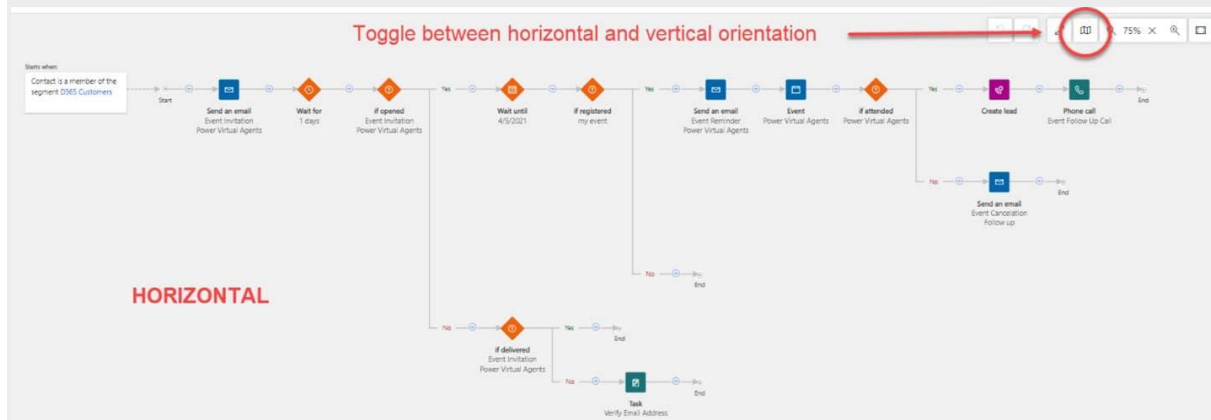 Toggle between horizontal and vertical orientation
75%
Starts when:
Contact is a member of the
segment D365 Customers
Start
Send an email
Event Invitation
Power Virtual Agents
Wait for
1 days
if opened
Event Invitation
Power Virtual Agents
Yes
Wait until
4/5/2021
if registered
my event
Yes
Send an email
Event Reminder
Power Virtual Agents
Event
Power Virtual Agents
if attended
Power Virtual Agents
Yes
Create lead
Phone call
Event Follow Up Call
End
No
Send an email
Event Cancelation
Follow up
End
No
End
HORIZONTAL
No
if delivered
Event Invitation
Power Virtual Agents
Yes
End
No
Task
Verify Email Address
End